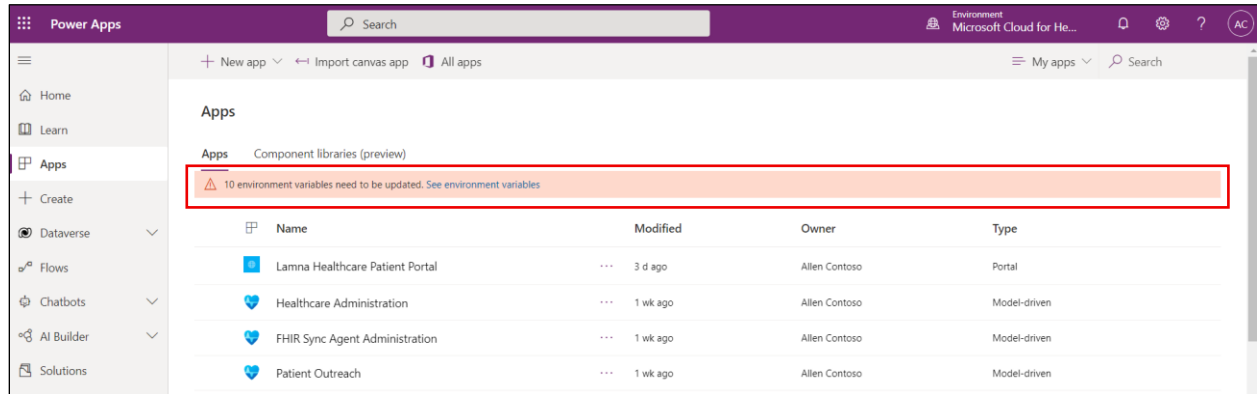 Power Apps
Search
Environment
Microsoft Cloud for He...
?
AC
New app
Import canvas app
All apps
My apps
Search
Home
Learn
Apps
Create
Dataverse
Flows
Chatbots
AI Builder
Solutions
Apps
Apps Component libraries (preview)
10 environment variables need to be updated. See environment variables
Name Modified Owner Type
Lamna Healthcare Patient Portal ... 3 d ago Allen Contoso Portal
Healthcare Administration ... 1 wk ago Allen Contoso Model-driven
FHIR Sync Agent Administration ... 1 wk ago Allen Contoso Model-driven
Patient Outreach ... 1 wk ago Allen Contoso Model-driven